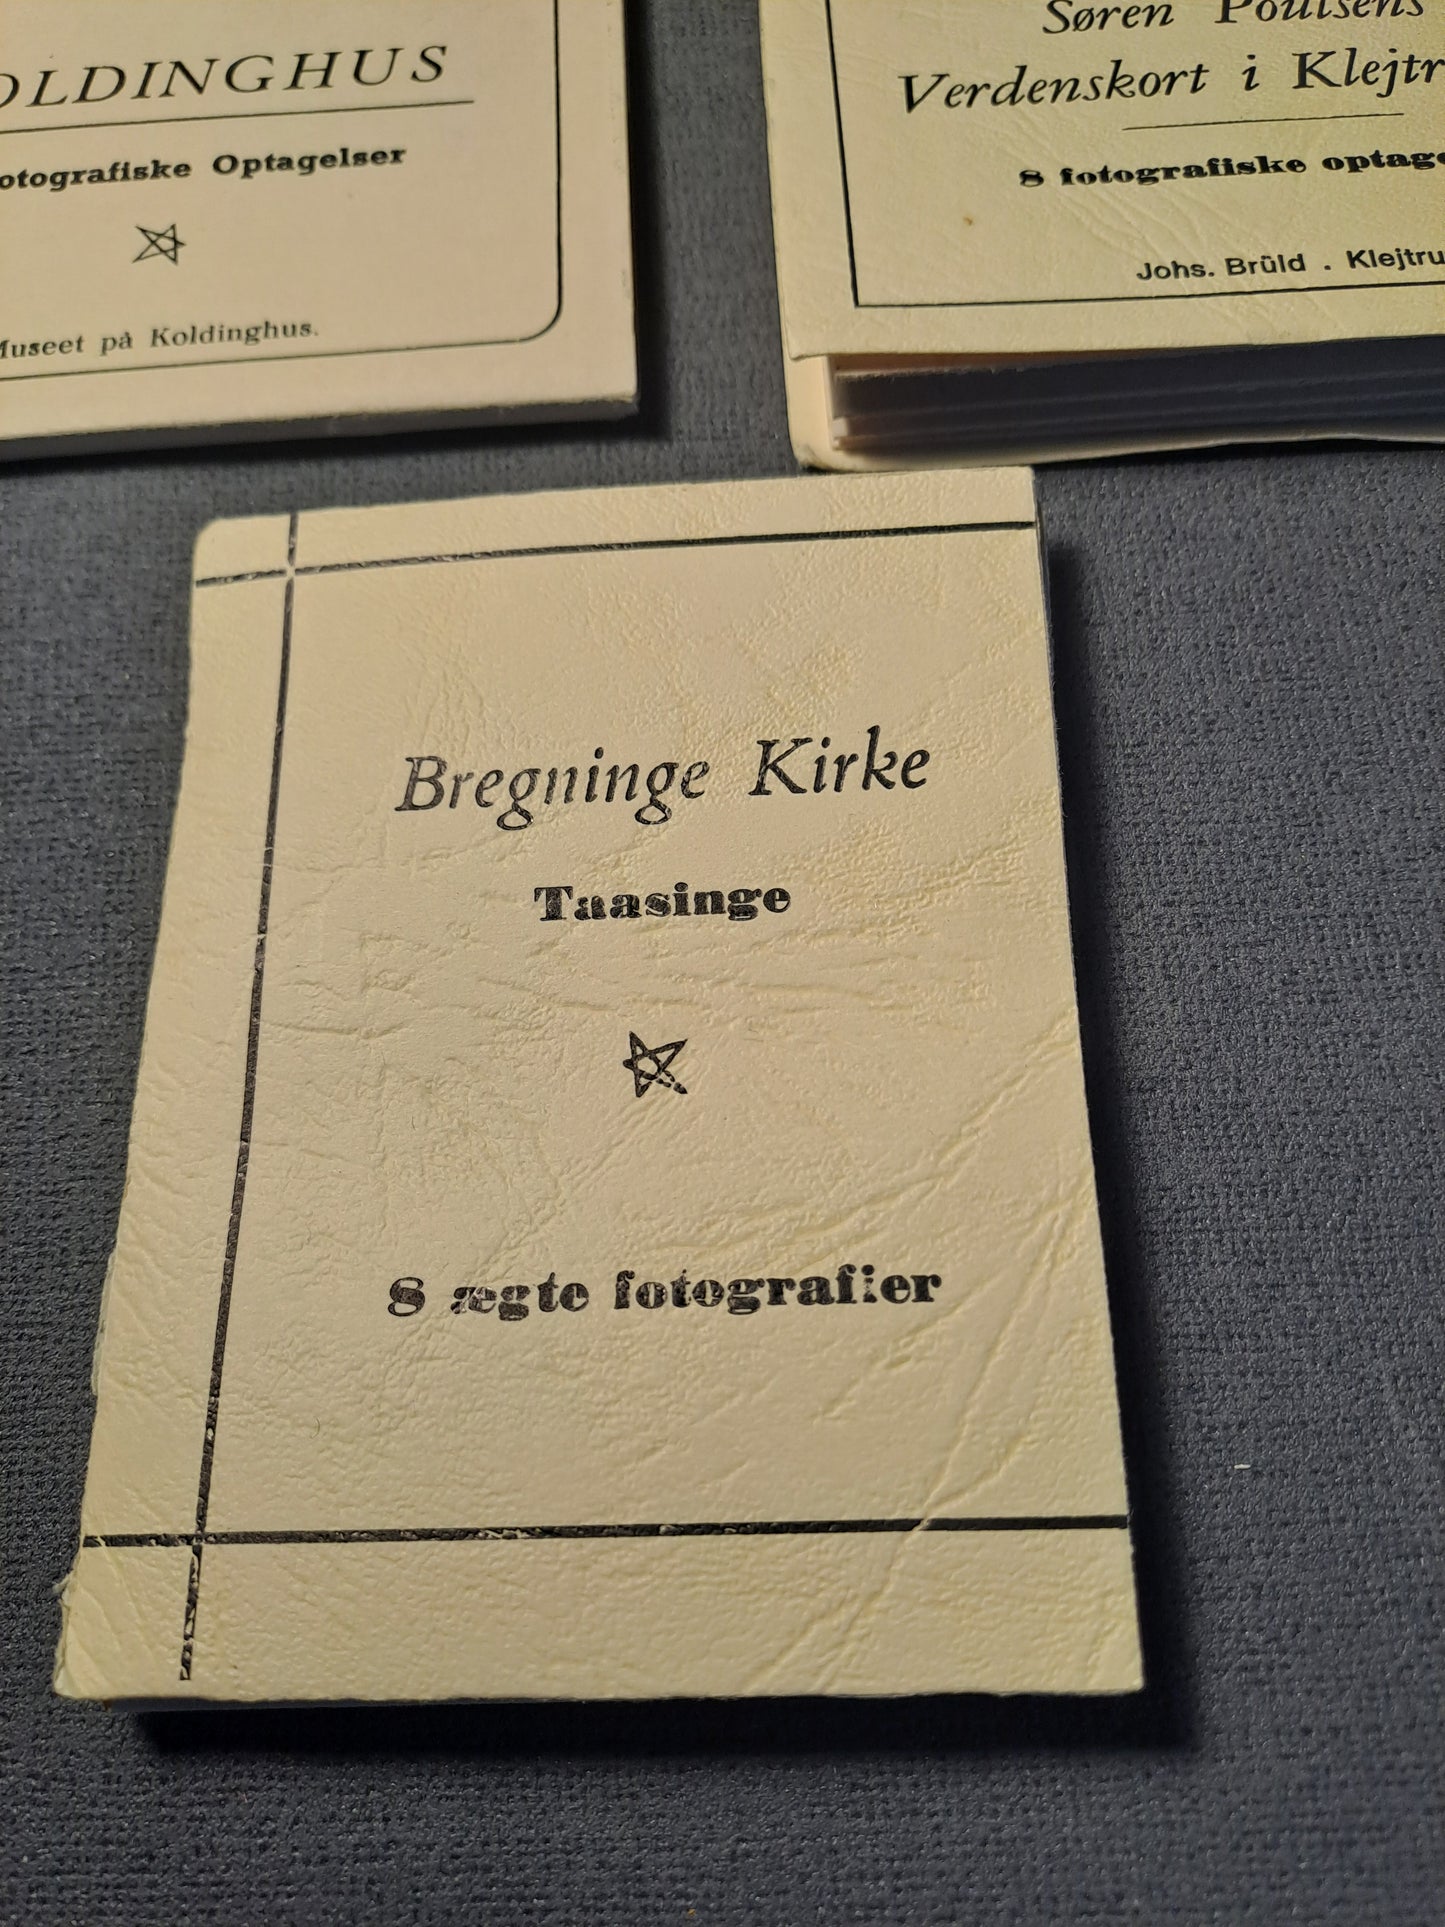 OLDINGHUS
otografiske Optagelser
Museet på Koldinghus.
Søren Poulsens
Verdenskort i Klejtr
8 fotografiske optage
Johs. Brüld . Klejtru
Bregninge Kirke
Taasinge
8 ægte fotografier